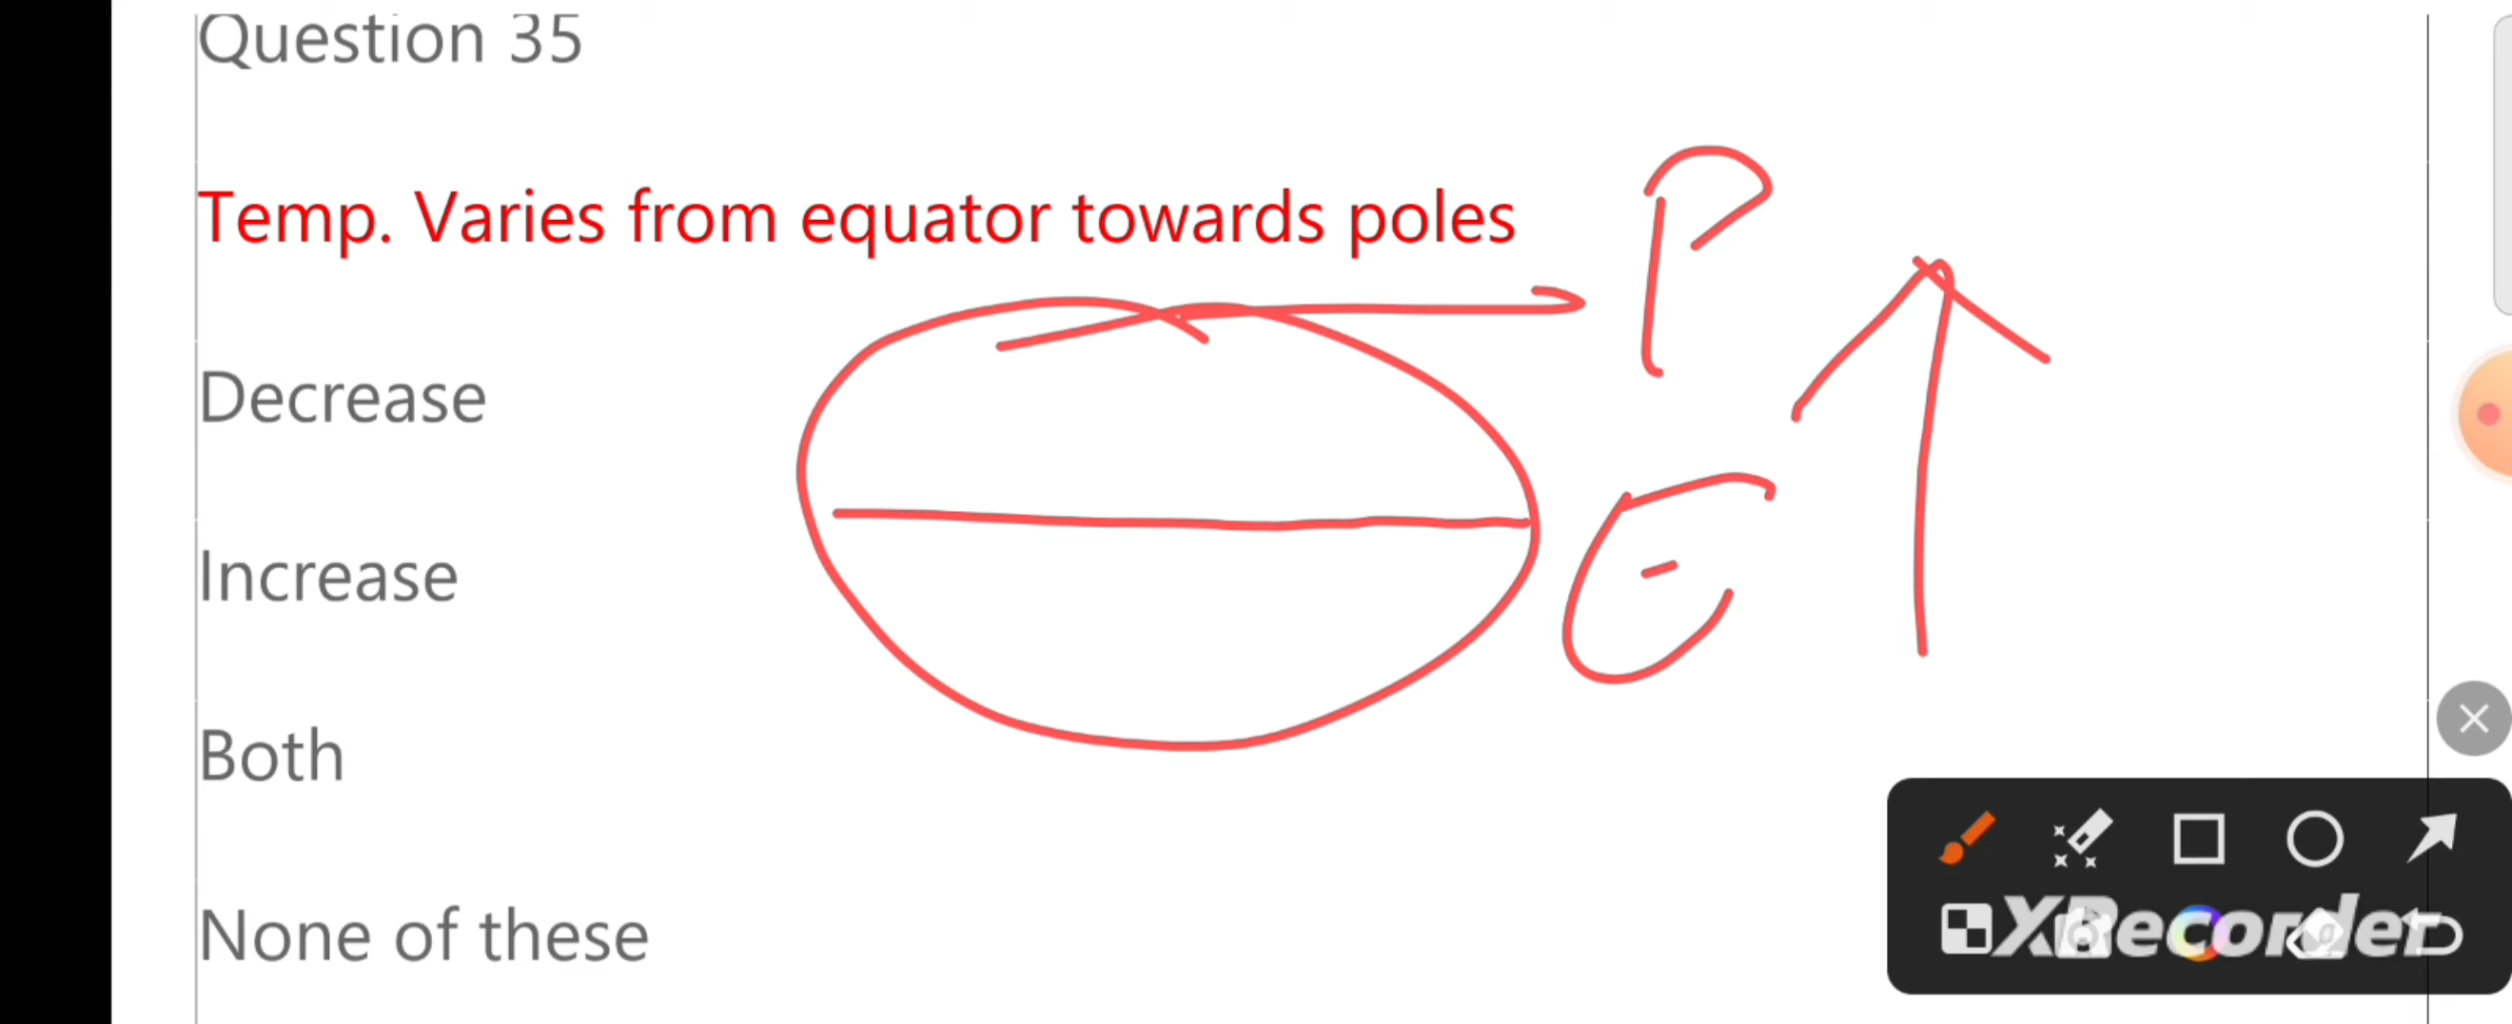 Question 35
Temp. Varies from equator towards poles
P
Decrease
E
Increase
Both
None of these
XRecorder